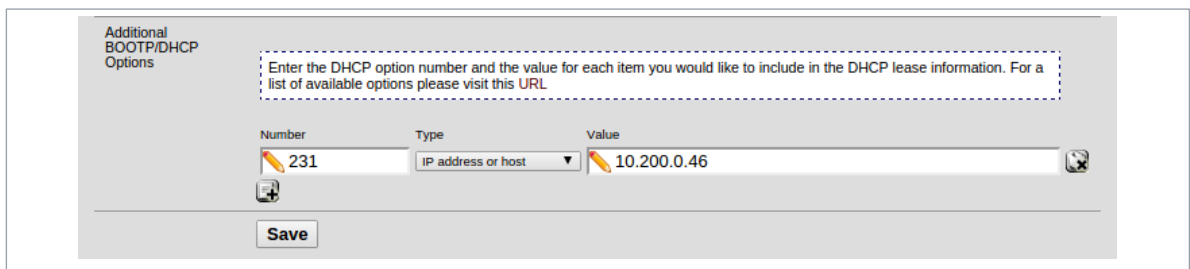 Additional
BOOTP/DHCP
Options
Enter the DHCP option number and the value for each item you would like to include in the DHCP lease information. For a
list of available options please visit this URL
Number Type Value
231 IP address or host 10.200.0.46
Save